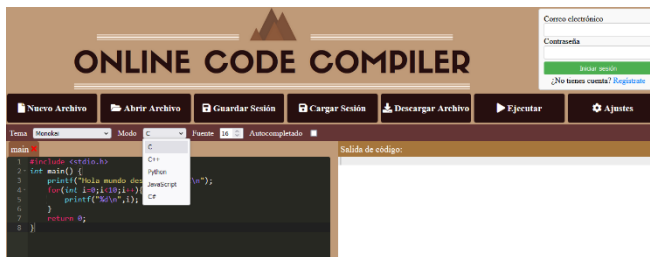 Correo electrónico
Contraseña
ONLINE CODE COMPILER
Iniciar sesión
¿No tienes cuenta? Regístrate
Nuevo Archivo Abrir Archivo Guardar Sesión Cargar Sesión Descargar Archivo Ejecutar Ajustes
Tema Monokai Modo C Fuente 16 Autocompletado
main
Salida de código:
C
C++
Python
JavaScript
C#
1 #include <stdio.h>
2 int main() {
3 printf("Hola mundo des \n");
4 for(int i=0;i<10;i++){
5 printf("%d\n",i);
6 }
7 return 0;
8 }
1